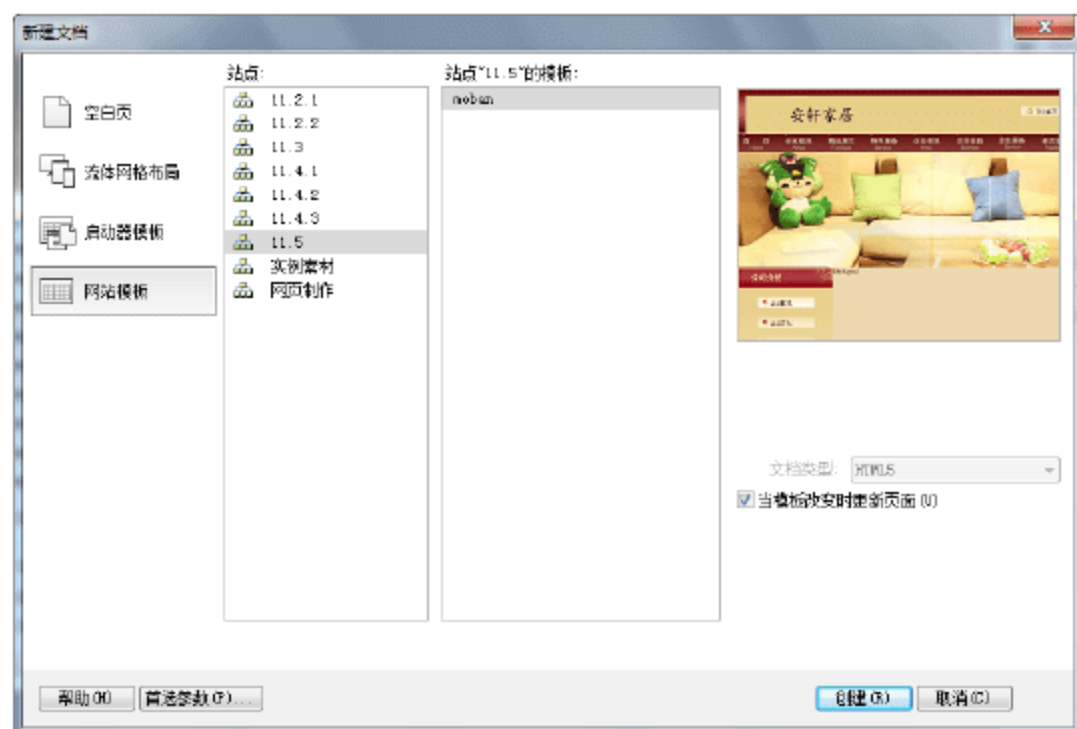 新建文档
空白页
流体网格布局
启动器模板
网站模板
站点:
11.2.1
11.2.2
11.3
11.4.1
11.4.2
11.4.3
11.5
实例素材
网页制作
站点"11.5"的模板:
moban
安轩家居
文档类型: HTML5
当模板改变时更新页面(U)
帮助(H) 首选参数(P)... 创建(R) 取消(C)